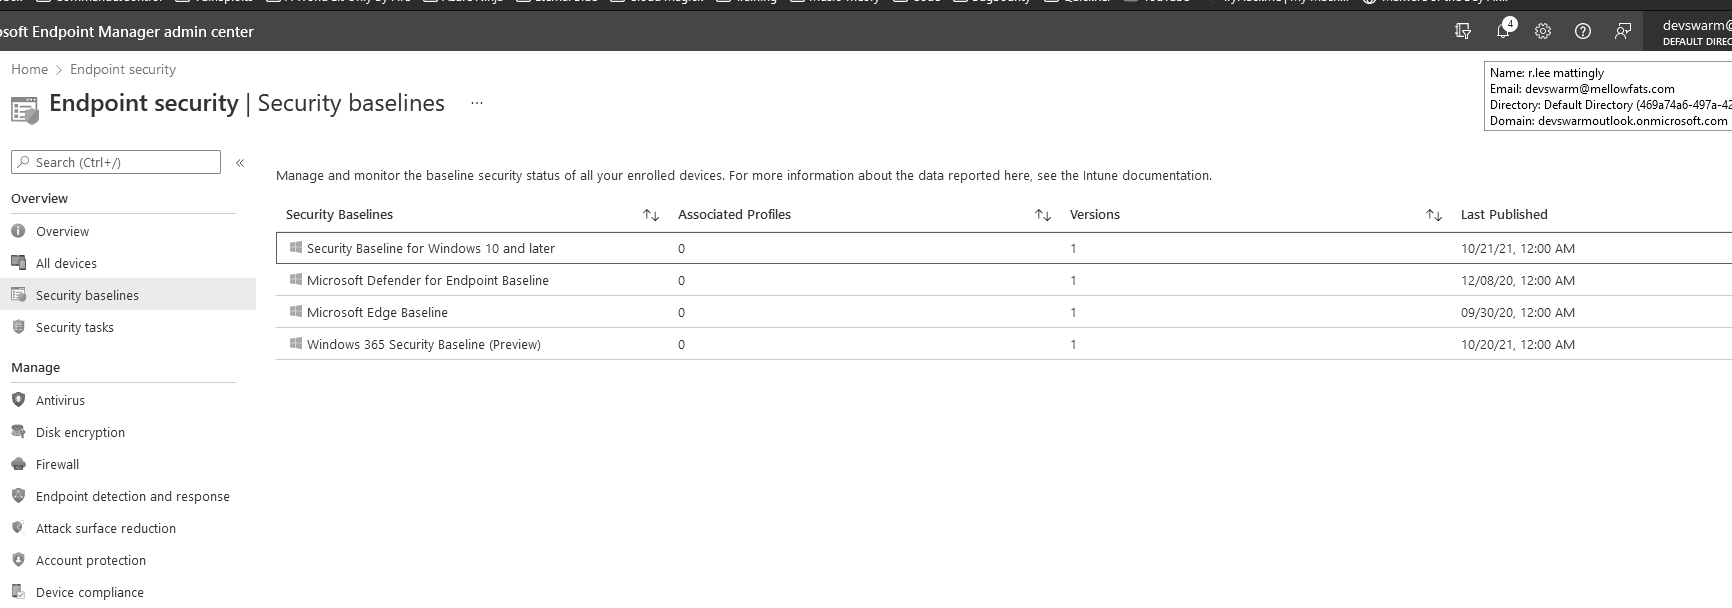 osoft Endpoint Manager admin center
4
devswarm@
DEFAULT DIREC
Home > Endpoint security
Name: r.lee mattingly
Email: devswarm@mellowfats.com
Directory: Default Directory (469a74a6-497a-42
Domain: devswarmoutlook.onmicrosoft.com
Endpoint security | Security baselines ...
Search (Ctrl+/) «
Manage and monitor the baseline security status of all your enrolled devices. For more information about the data reported here, see the Intune documentation.
Overview
Overview
All devices
Security baselines
Security tasks
Manage
Antivirus
Disk encryption
Firewall
Endpoint detection and response
Attack surface reduction
Account protection
Device compliance
Security Baselines ↑↓ Associated Profiles ↑↓ Versions ↑↓ Last Published
Security Baseline for Windows 10 and later 0 1 10/21/21, 12:00 AM
Microsoft Defender for Endpoint Baseline 0 1 12/08/20, 12:00 AM
Microsoft Edge Baseline 0 1 09/30/20, 12:00 AM
Windows 365 Security Baseline (Preview) 0 1 10/20/21, 12:00 AM